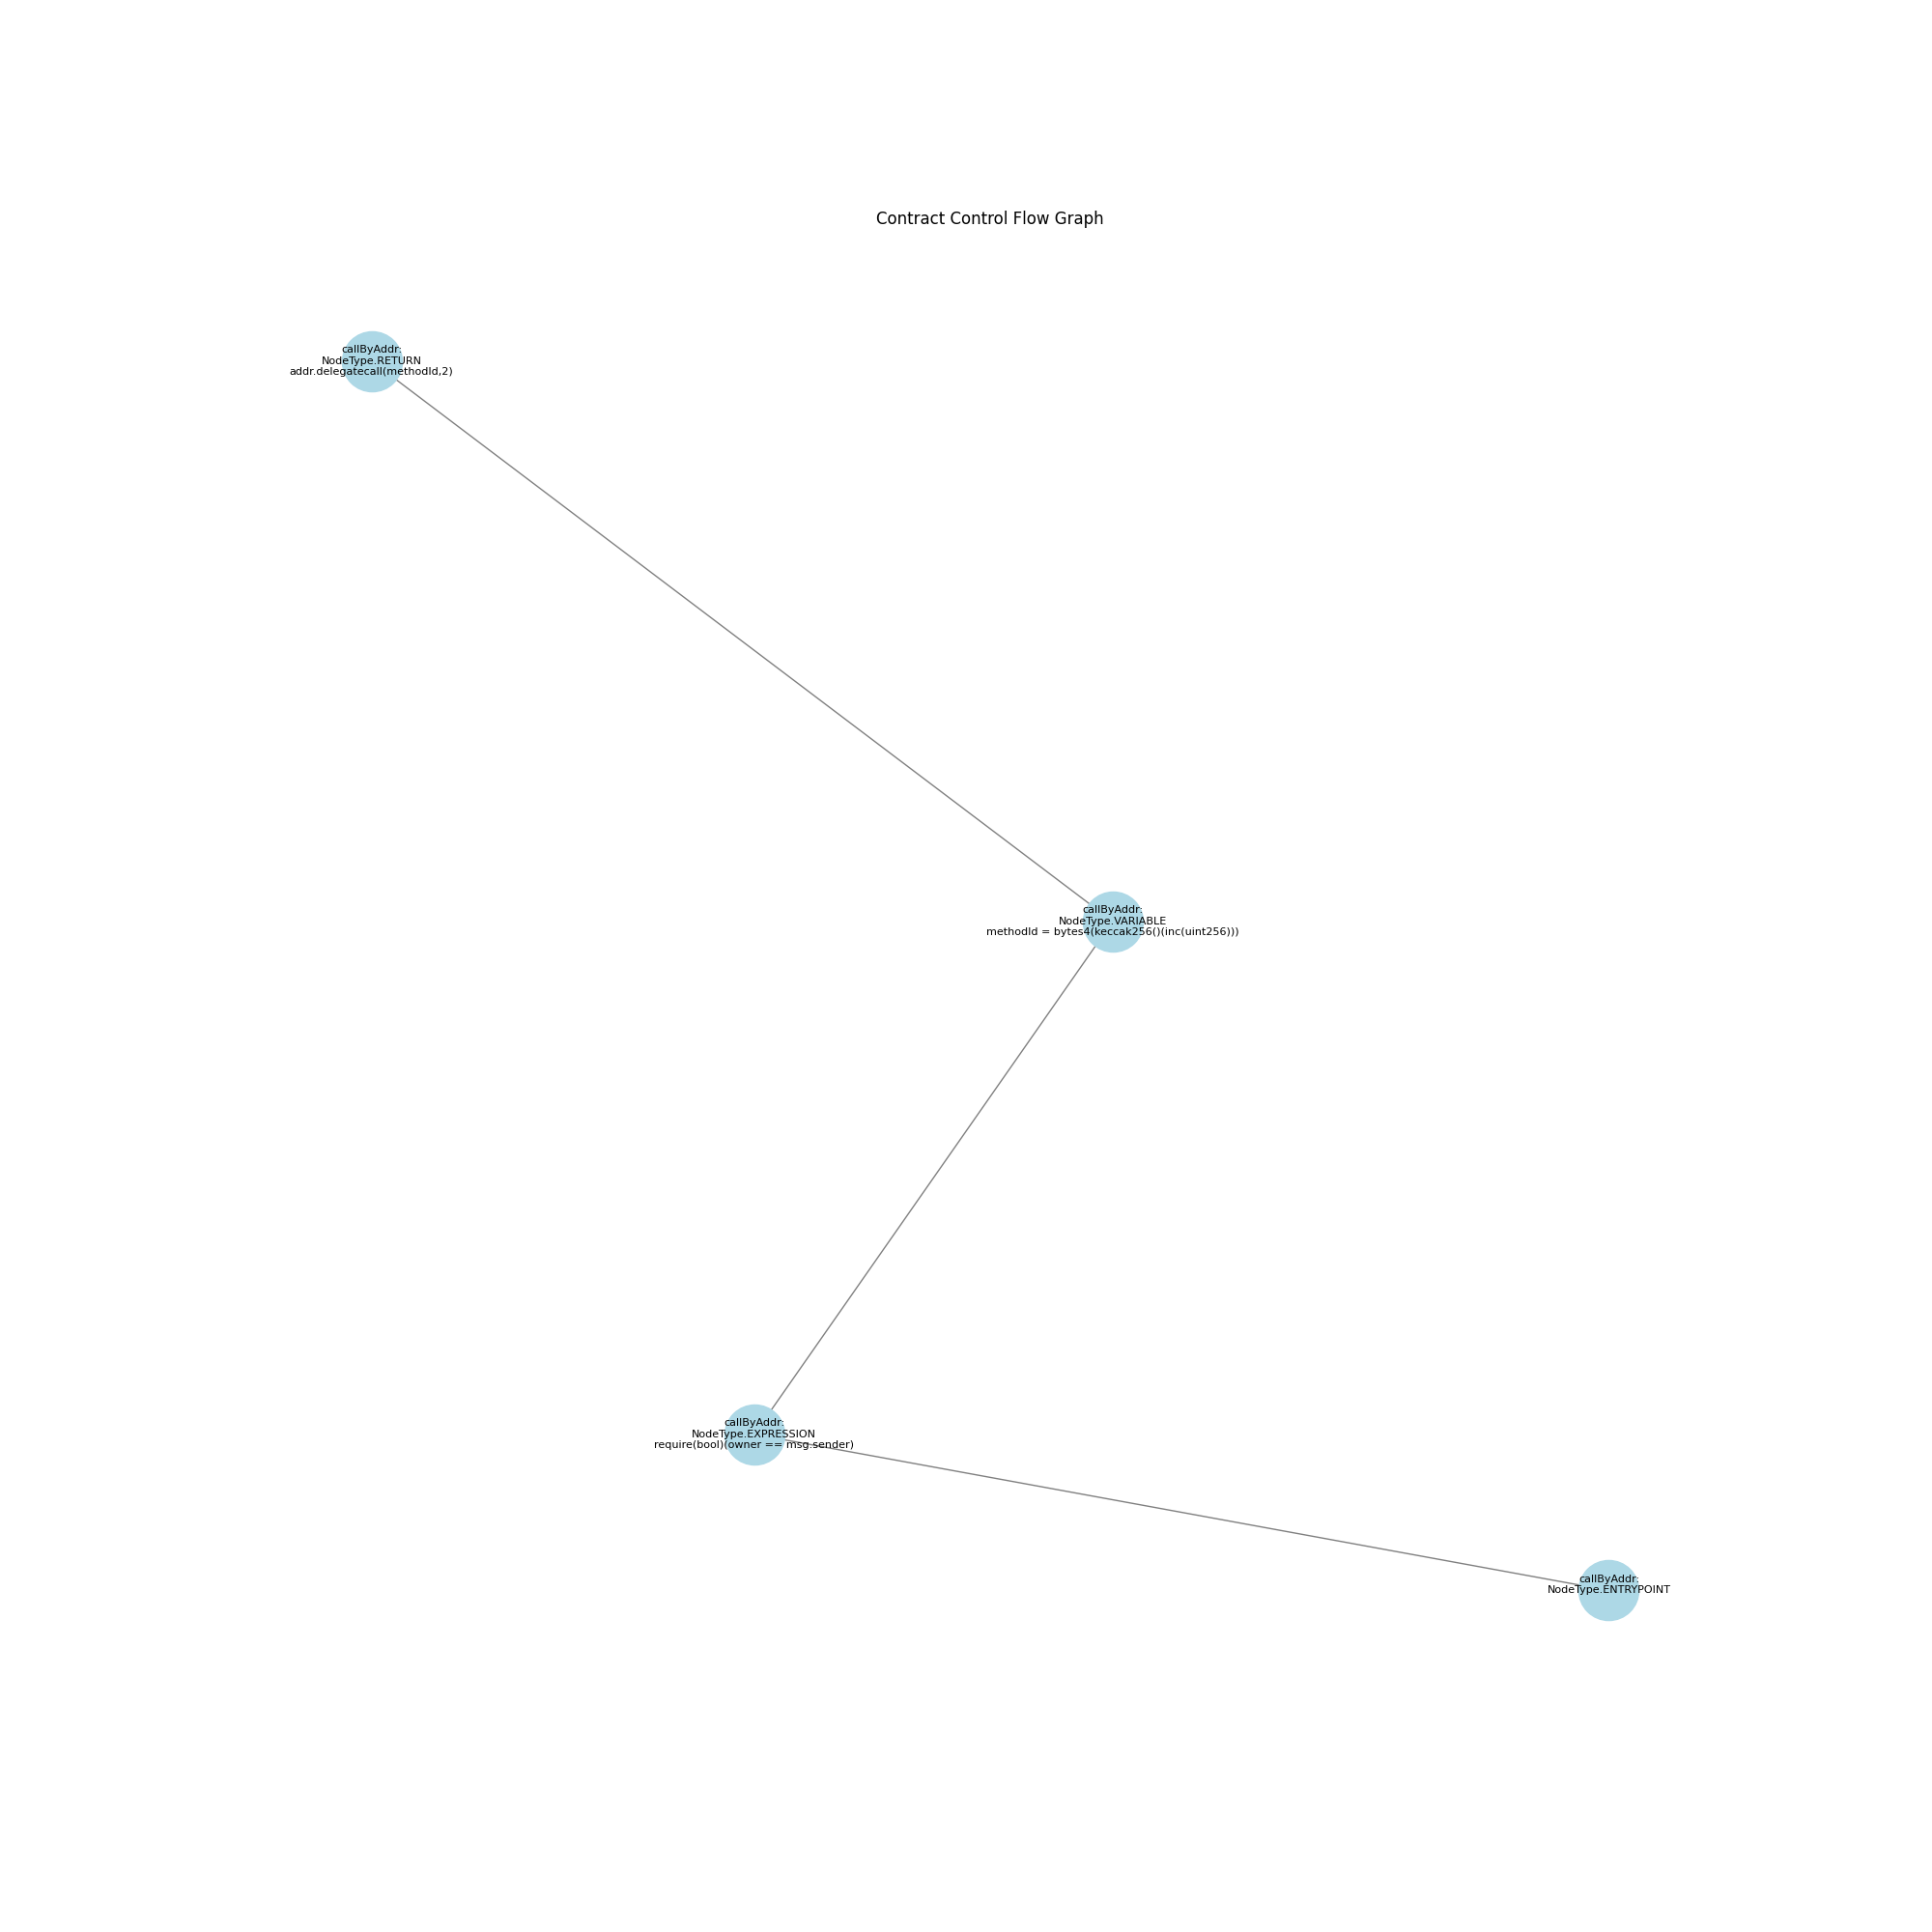 Contract Control Flow Graph
callByAddr:
NodeType.RETURN
addr.delegatecall(methodId,2)
callByAddr:
NodeType.VARIABLE
methodId = bytes4(keccak256()(inc(uint256)))
callByAddr:
NodeType.EXPRESSION
require(bool)(owner == msg.sender)
callByAddr:
NodeType.ENTRYPOINT